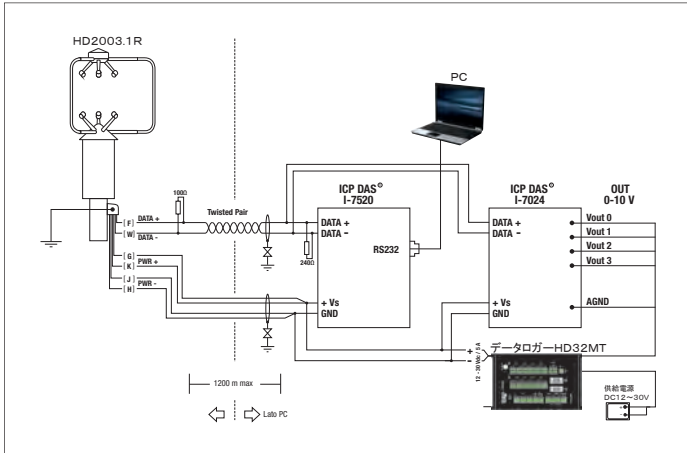 HD2003.1R
PC
100Ω
[ F ] DATA +
[ W ] DATA -
Twisted Pair
240Ω
[ G ]
[ K ] PWR +
[ J ]
[ H ] PWR -
ICP DAS®
I-7520
DATA +
DATA -
RS232
+ Vs
GND
ICP DAS®
I-7024
DATA +
DATA -
+ Vs
GND
OUT
0-10 V
Vout 0
Vout 1
Vout 2
Vout 3
AGND
+
-
12 - 30 Vdc / 5 A
データロガーHD32MT
供給電源
DC12～30V
+
-
1200 m max
Lato PC